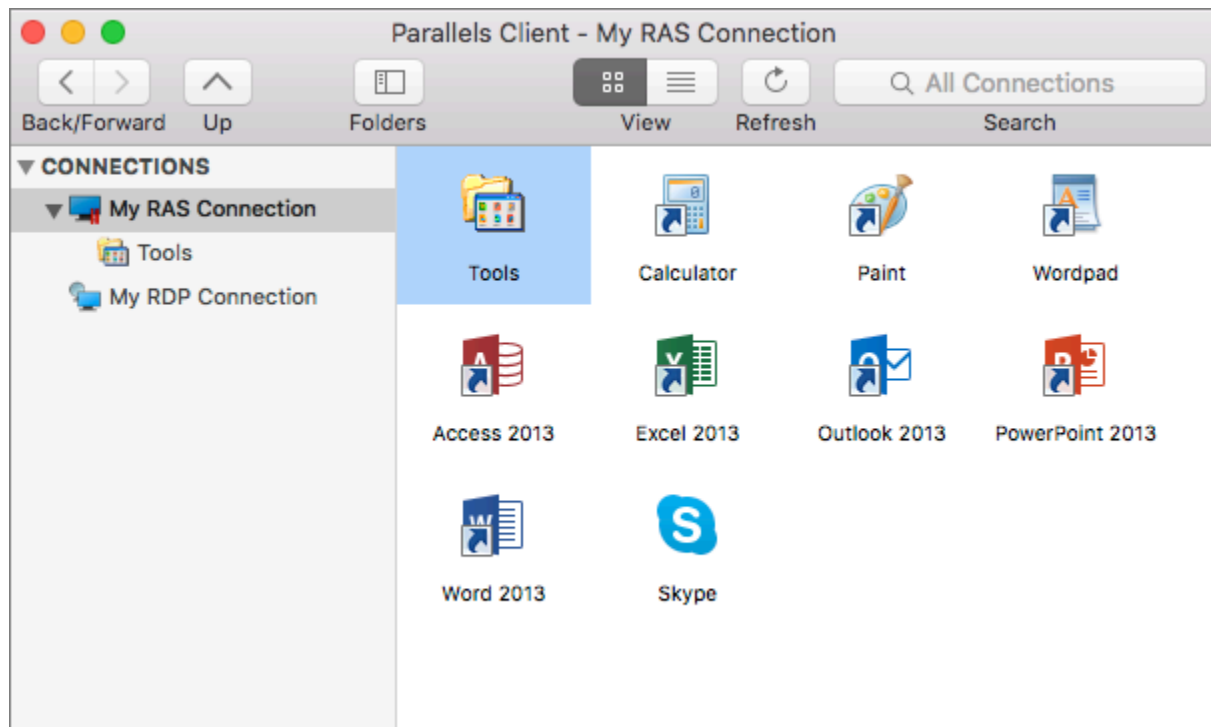 Parallels Client - My RAS Connection
All Connections
Back/Forward Up Folders View Refresh Search
CONNECTIONS
My RAS Connection
Tools
My RDP Connection
Tools Calculator Paint Wordpad
Access 2013 Excel 2013 Outlook 2013 PowerPoint 2013
Word 2013 Skype